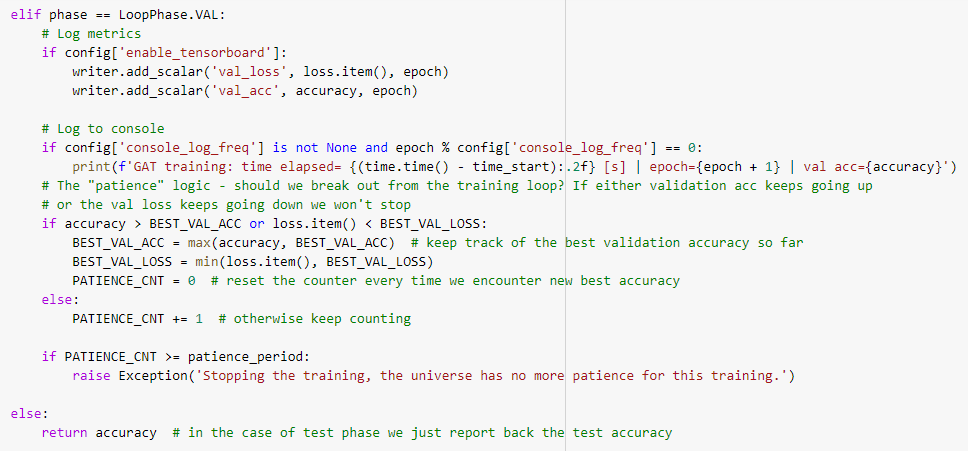 elif phase == LoopPhase.VAL:
# Log metrics
if config['enable_tensorboard']:
writer.add_scalar('val_loss', loss.item(), epoch)
writer.add_scalar('val_acc', accuracy, epoch)
# Log to console
if config['console_log_freq'] is not None and epoch % config['console_log_freq'] == 0:
print(f'GAT training: time elapsed= {(time.time() - time_start):.2f} [s] | epoch={epoch + 1} | val acc={accuracy}')
# The "patience" logic - should we break out from the training loop? If either validation acc keeps going up
# or the val loss keeps going down we won't stop
if accuracy > BEST_VAL_ACC or loss.item() < BEST_VAL_LOSS:
BEST_VAL_ACC = max(accuracy, BEST_VAL_ACC)  # keep track of the best validation accuracy so far
BEST_VAL_LOSS = min(loss.item(), BEST_VAL_LOSS)
PATIENCE_CNT = 0  # reset the counter every time we encounter new best accuracy
else:
PATIENCE_CNT += 1  # otherwise keep counting
if PATIENCE_CNT >= patience_period:
raise Exception('Stopping the training, the universe has no more patience for this training.')
else:
return accuracy  # in the case of test phase we just report back the test accuracy